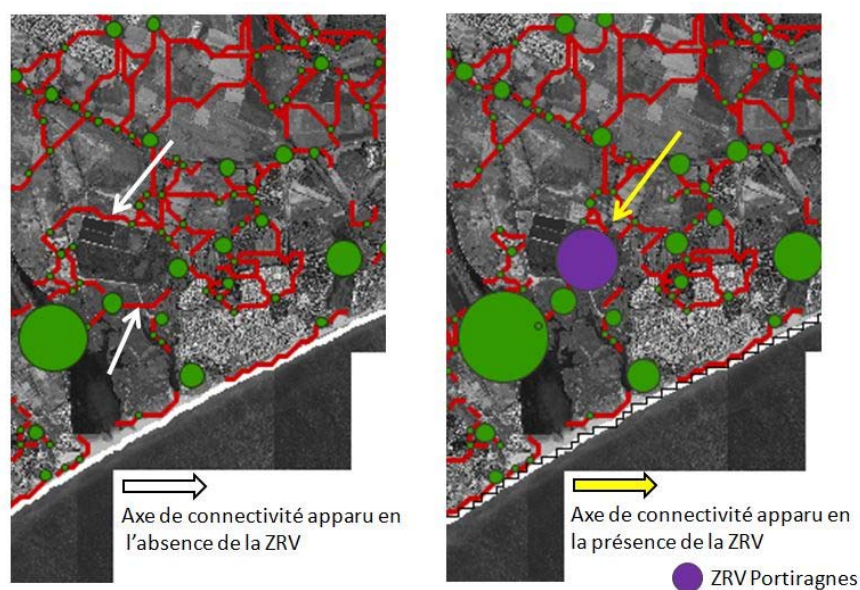 Axe de connectivité apparu en
l'absence de la ZRV
Axe de connectivité apparu en
la présence de la ZRV
ZRV Portiragnes